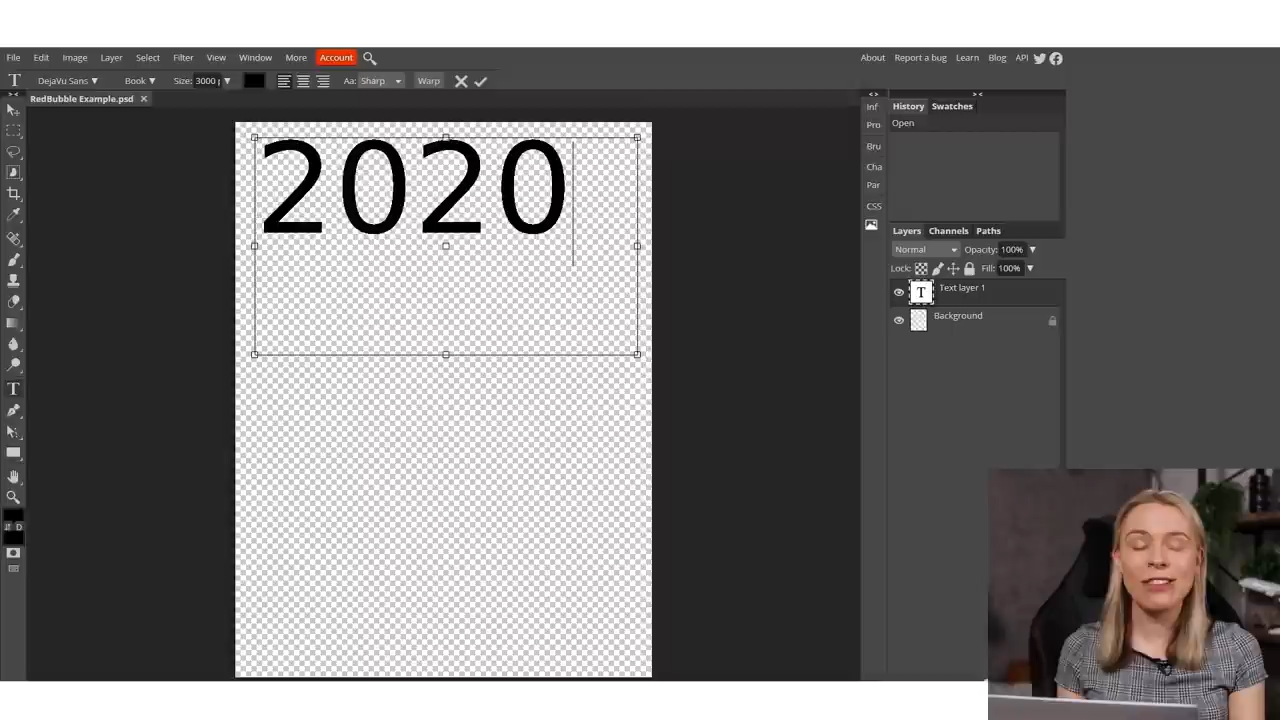 File Edit Image Layer Select Filter View Window More Account About Report a bug Learn Blog API
T DejaVu Sans Book Size: 3000 Aa: Sharp Warp
RedBubble Example.psd
Inf
Pro
Bru
Cha
Par
CSS
History Swatches
Open
2020
Layers Channels Paths
Normal Opacity: 100%
Lock: Fill: 100%
T Text layer 1
Background
T
D